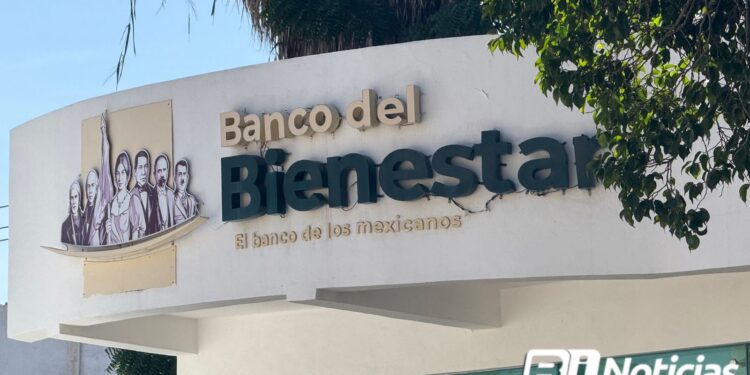 Banco del
Bienestar
El banco de los mexicanos
Noticias